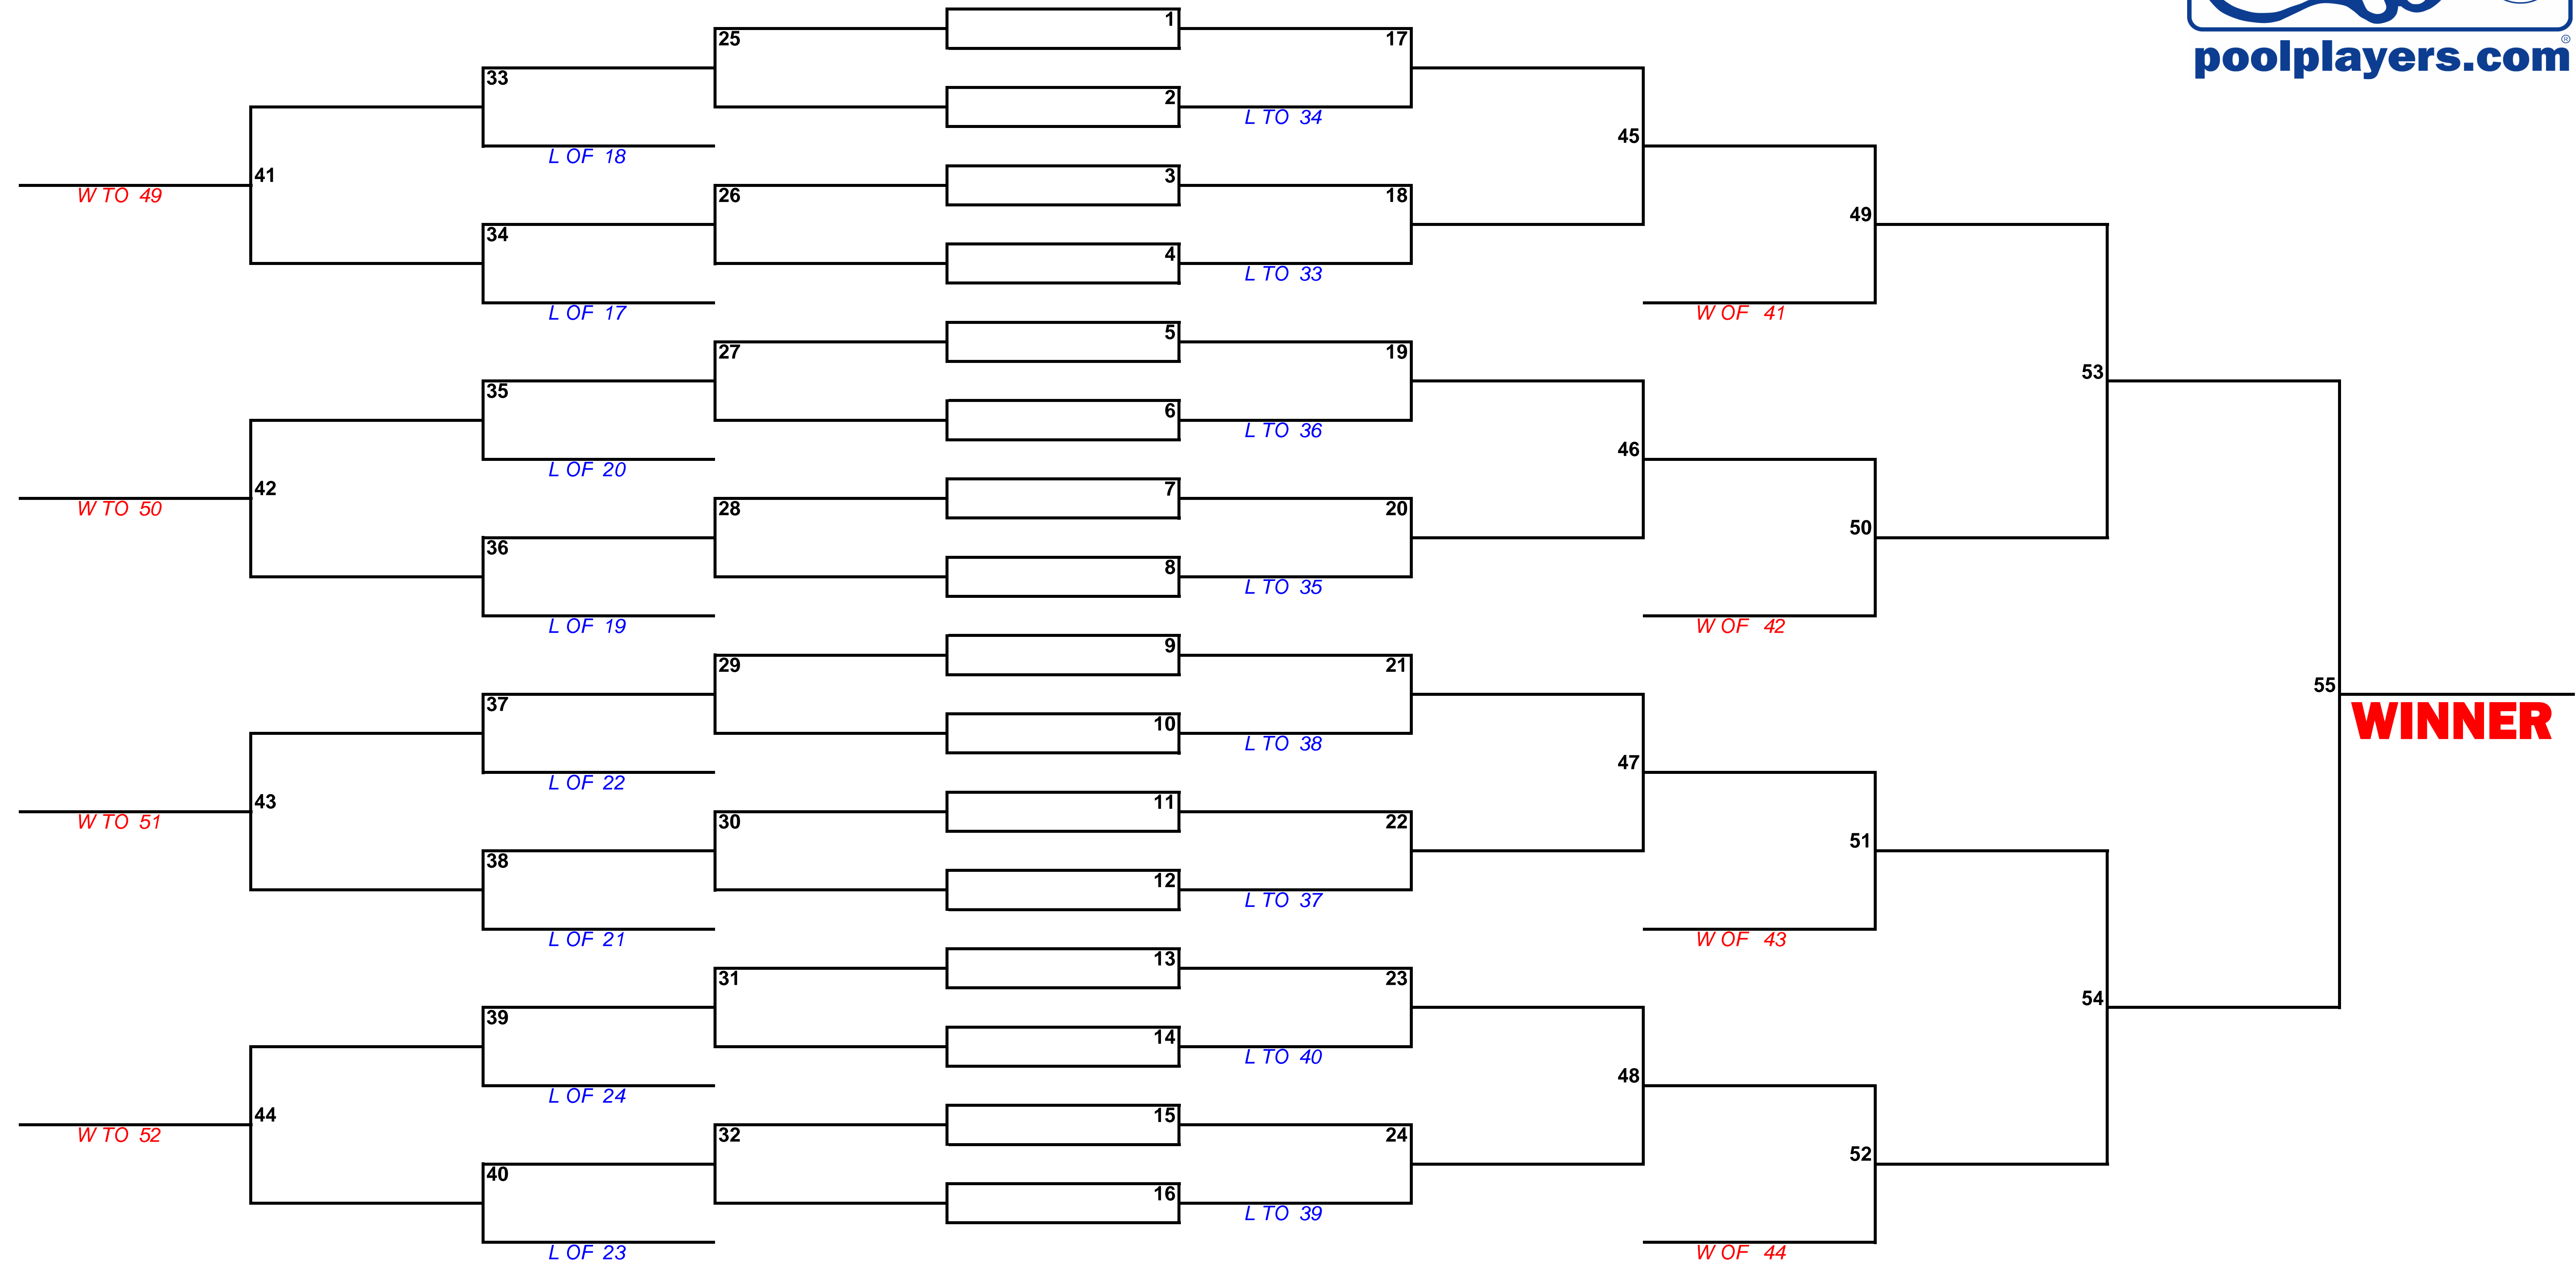 poolplayers.com®
1
25
17
33
2
L TO 34
45
L OF 18
41
3
W TO 49
26
18
49
34
4
L TO 33
L OF 17
W OF 41
5
27
19
53
35
6
L TO 36
46
L OF 20
42
7
W TO 50
28
20
50
36
8
L TO 35
L OF 19
W OF 42
9
29
21
55
37
WINNER
10
L TO 38
47
L OF 22
43
11
W TO 51
30
22
51
38
12
L TO 37
L OF 21
W OF 43
13
31
23
54
39
14
L TO 40
48
L OF 24
44
15
W TO 52
32
24
52
40
16
L TO 39
L OF 23
W OF 44